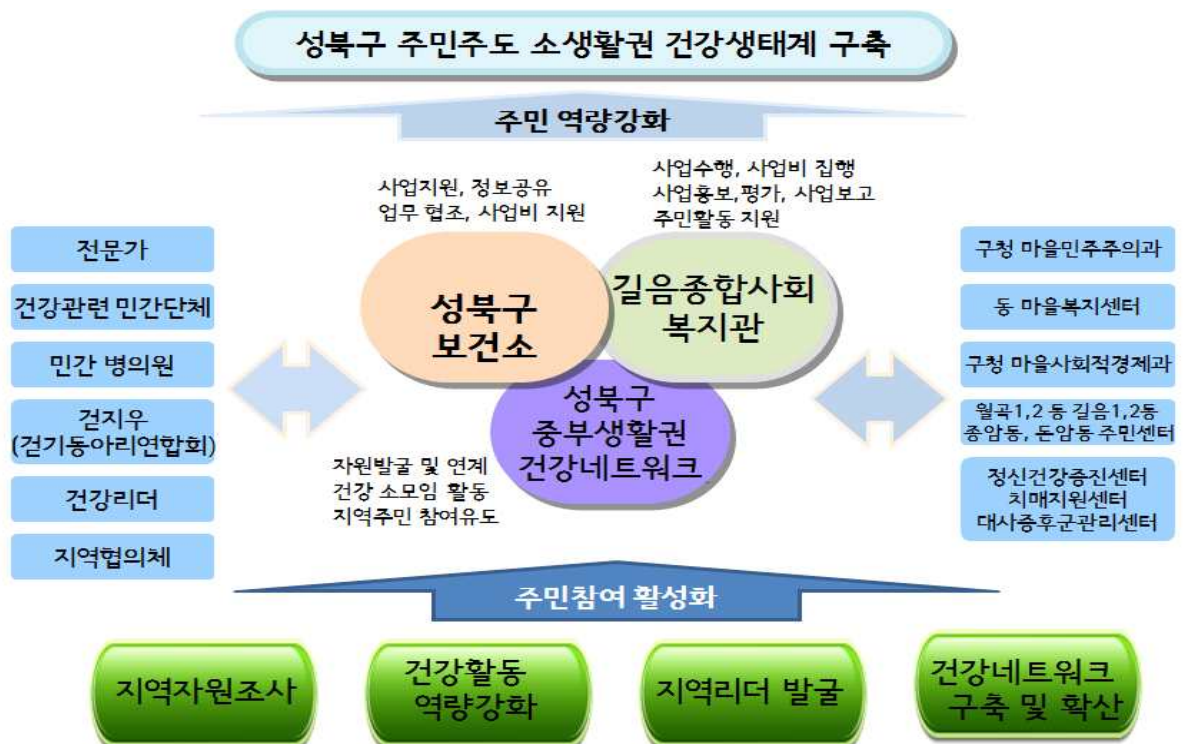 성북구 주민주도 소생활권 건강생태계 구축
주민 역량강화
사업지원, 정보공유
업무 협조, 사업비 지원
사업수행, 사업비 집행
사업홍보,평가, 사업보고
주민활동 지원
전문가
건강관련 민간단체
민간 병의원
걷지우
(걷기동아리연합회)
건강리더
지역협의체
성북구
보건소
길음종합사회
복지관
성북구
중부생활권
건강네트워크
자원발굴 및 연계
건강 소모임 활동
지역주민 참여유도
구청 마을민주주의과
동 마을복지센터
구청 마을사회적경제과
월곡1,2 동 길음1,2동
종암동, 돈암동 주민센터
정신건강증진센터
치매지원센터
대사증후군관리센터
주민참여 활성화
지역자원조사
건강활동
역량강화
지역리더 발굴
건강네트워크
구축 및 확산